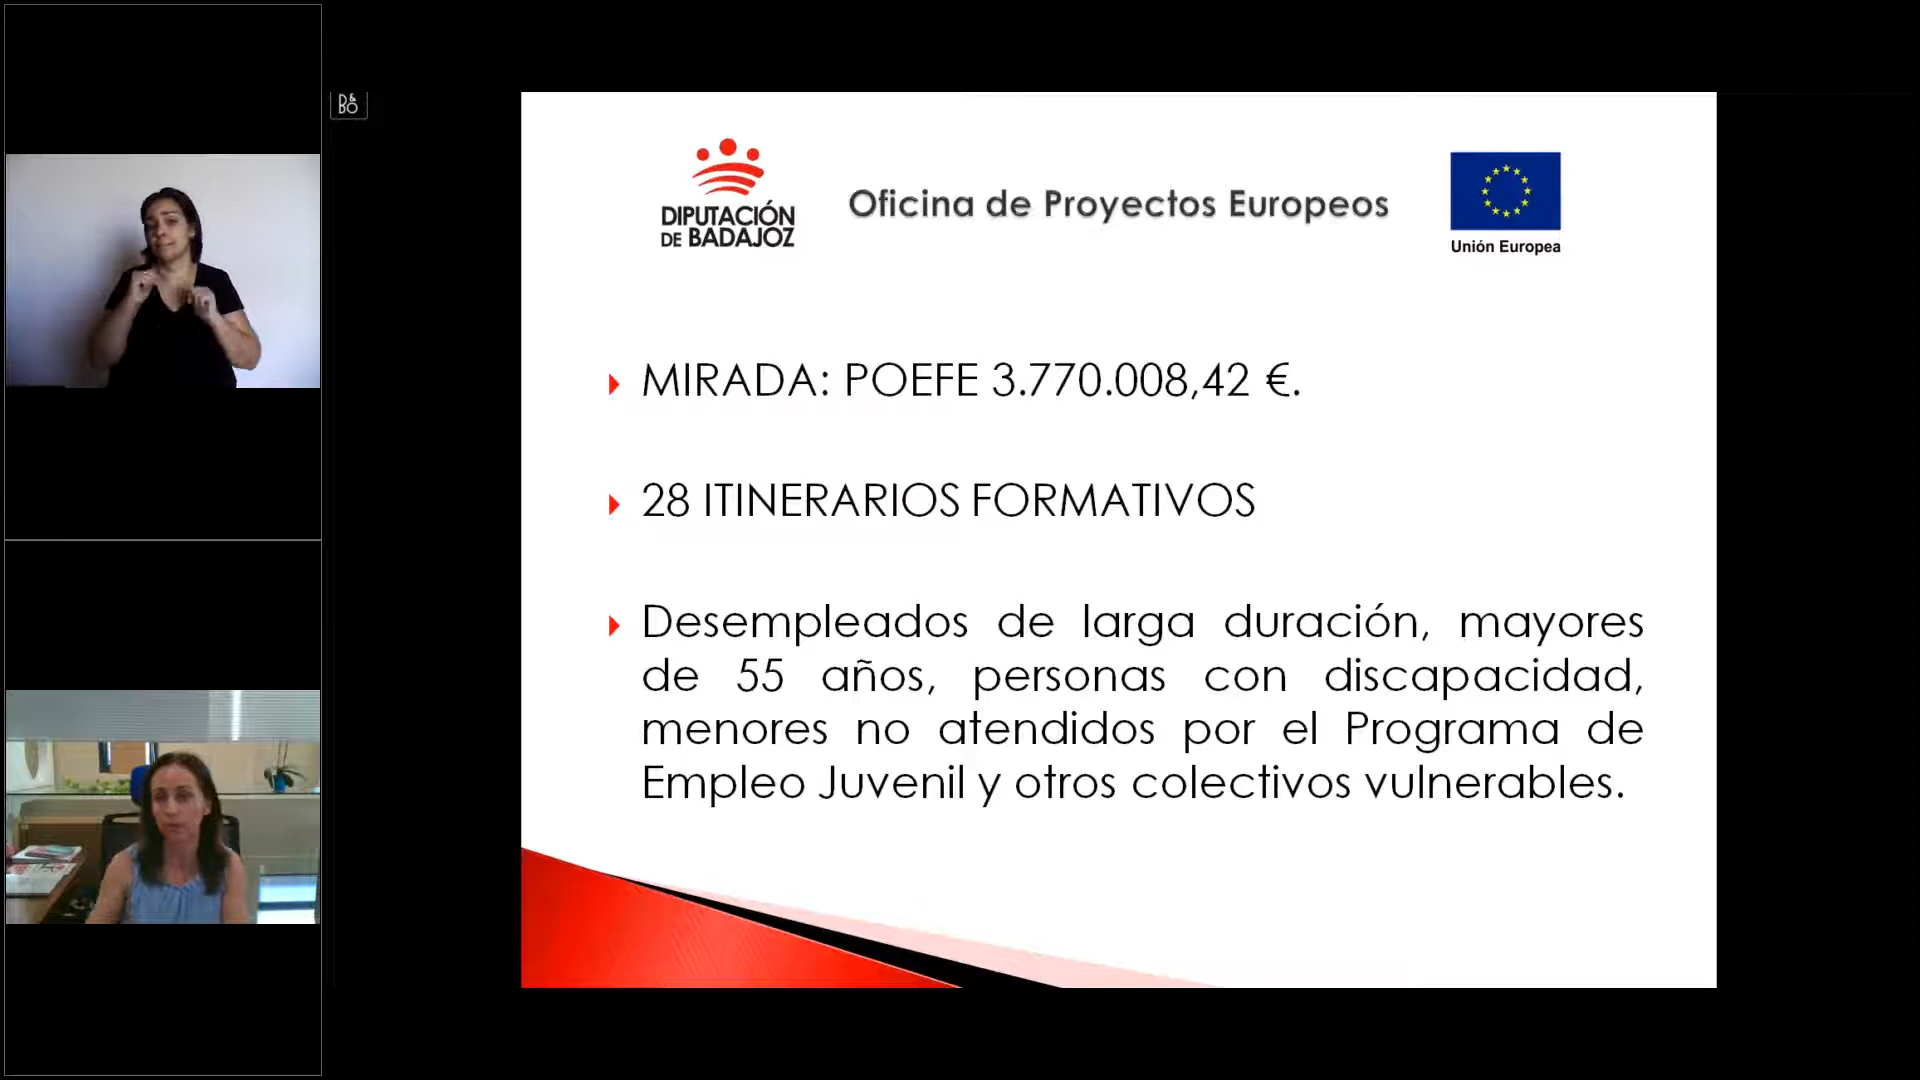 B&
BO
DIPUTACIÓN
DE BADAJOZ
Oficina de Proyectos Europeos
Unión Europea
MIRADA: POEFE 3.770.008,42 €.
28 ITINERARIOS FORMATIVOS
Desempleados de larga duración, mayores
de 55 años, personas con discapacidad,
menores no atendidos por el Programa de
Empleo Juvenil y otros colectivos vulnerables.